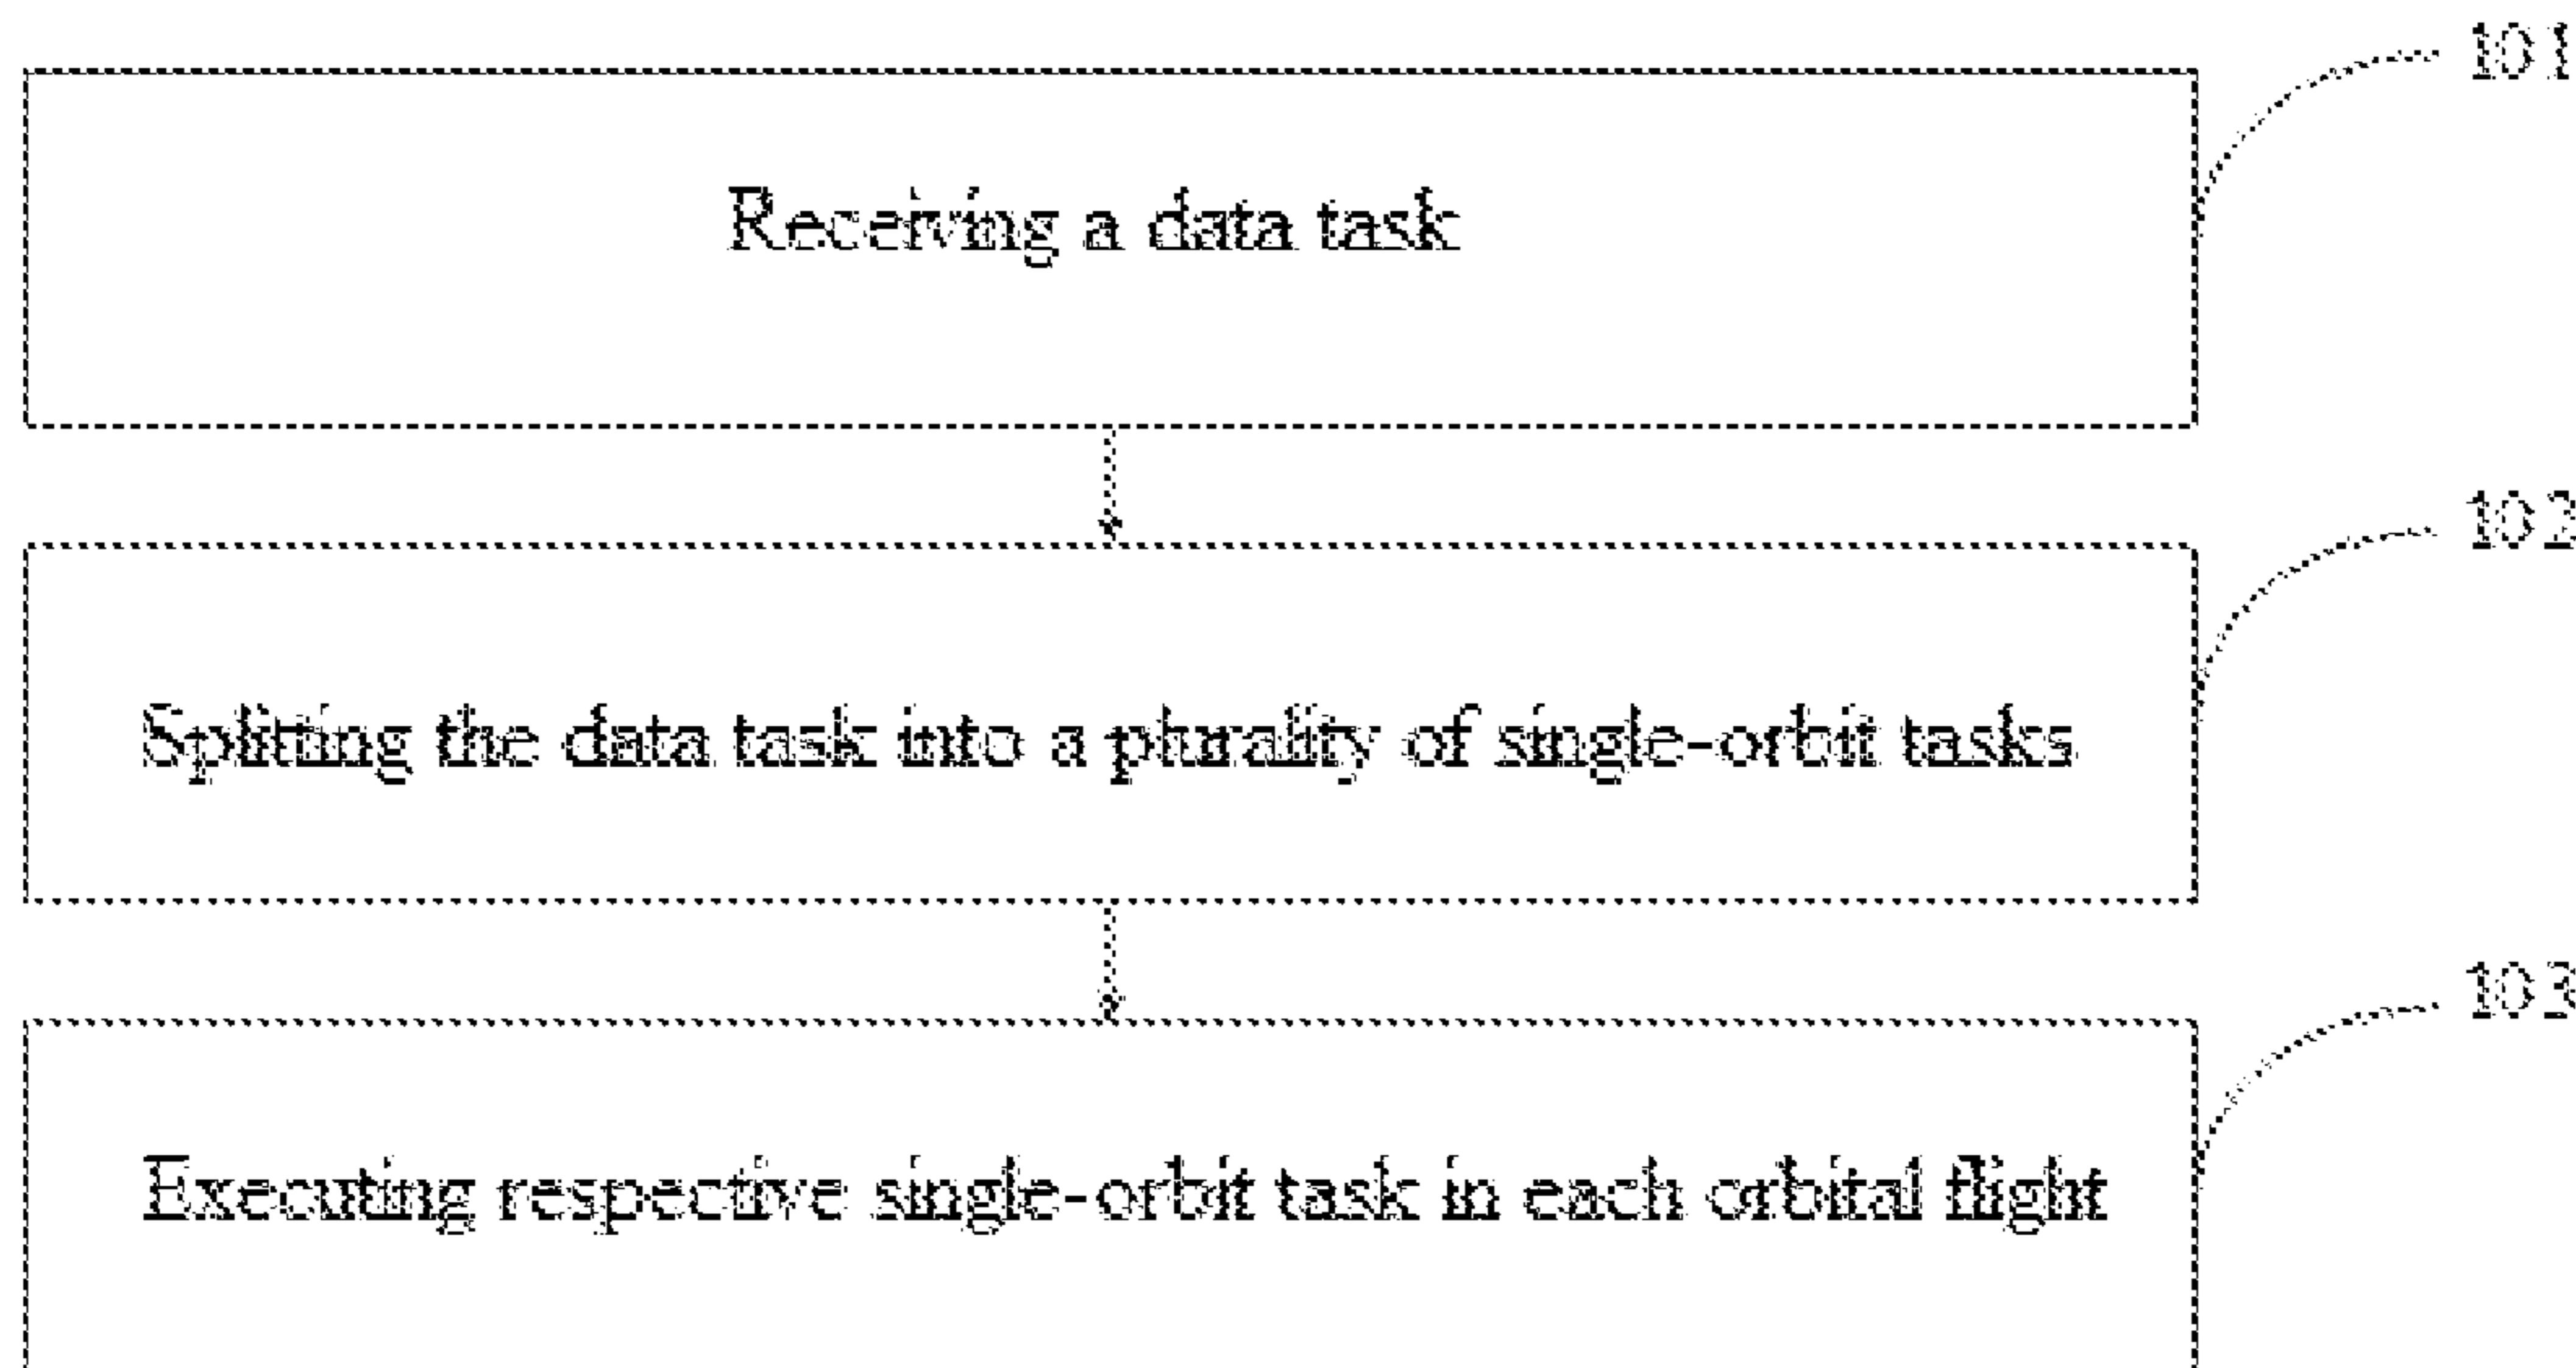 101
Receiving a data task
102
Splitting the data task into a plurality of single-orbit tasks
103
Executing respective single-orbit task in each orbital flight